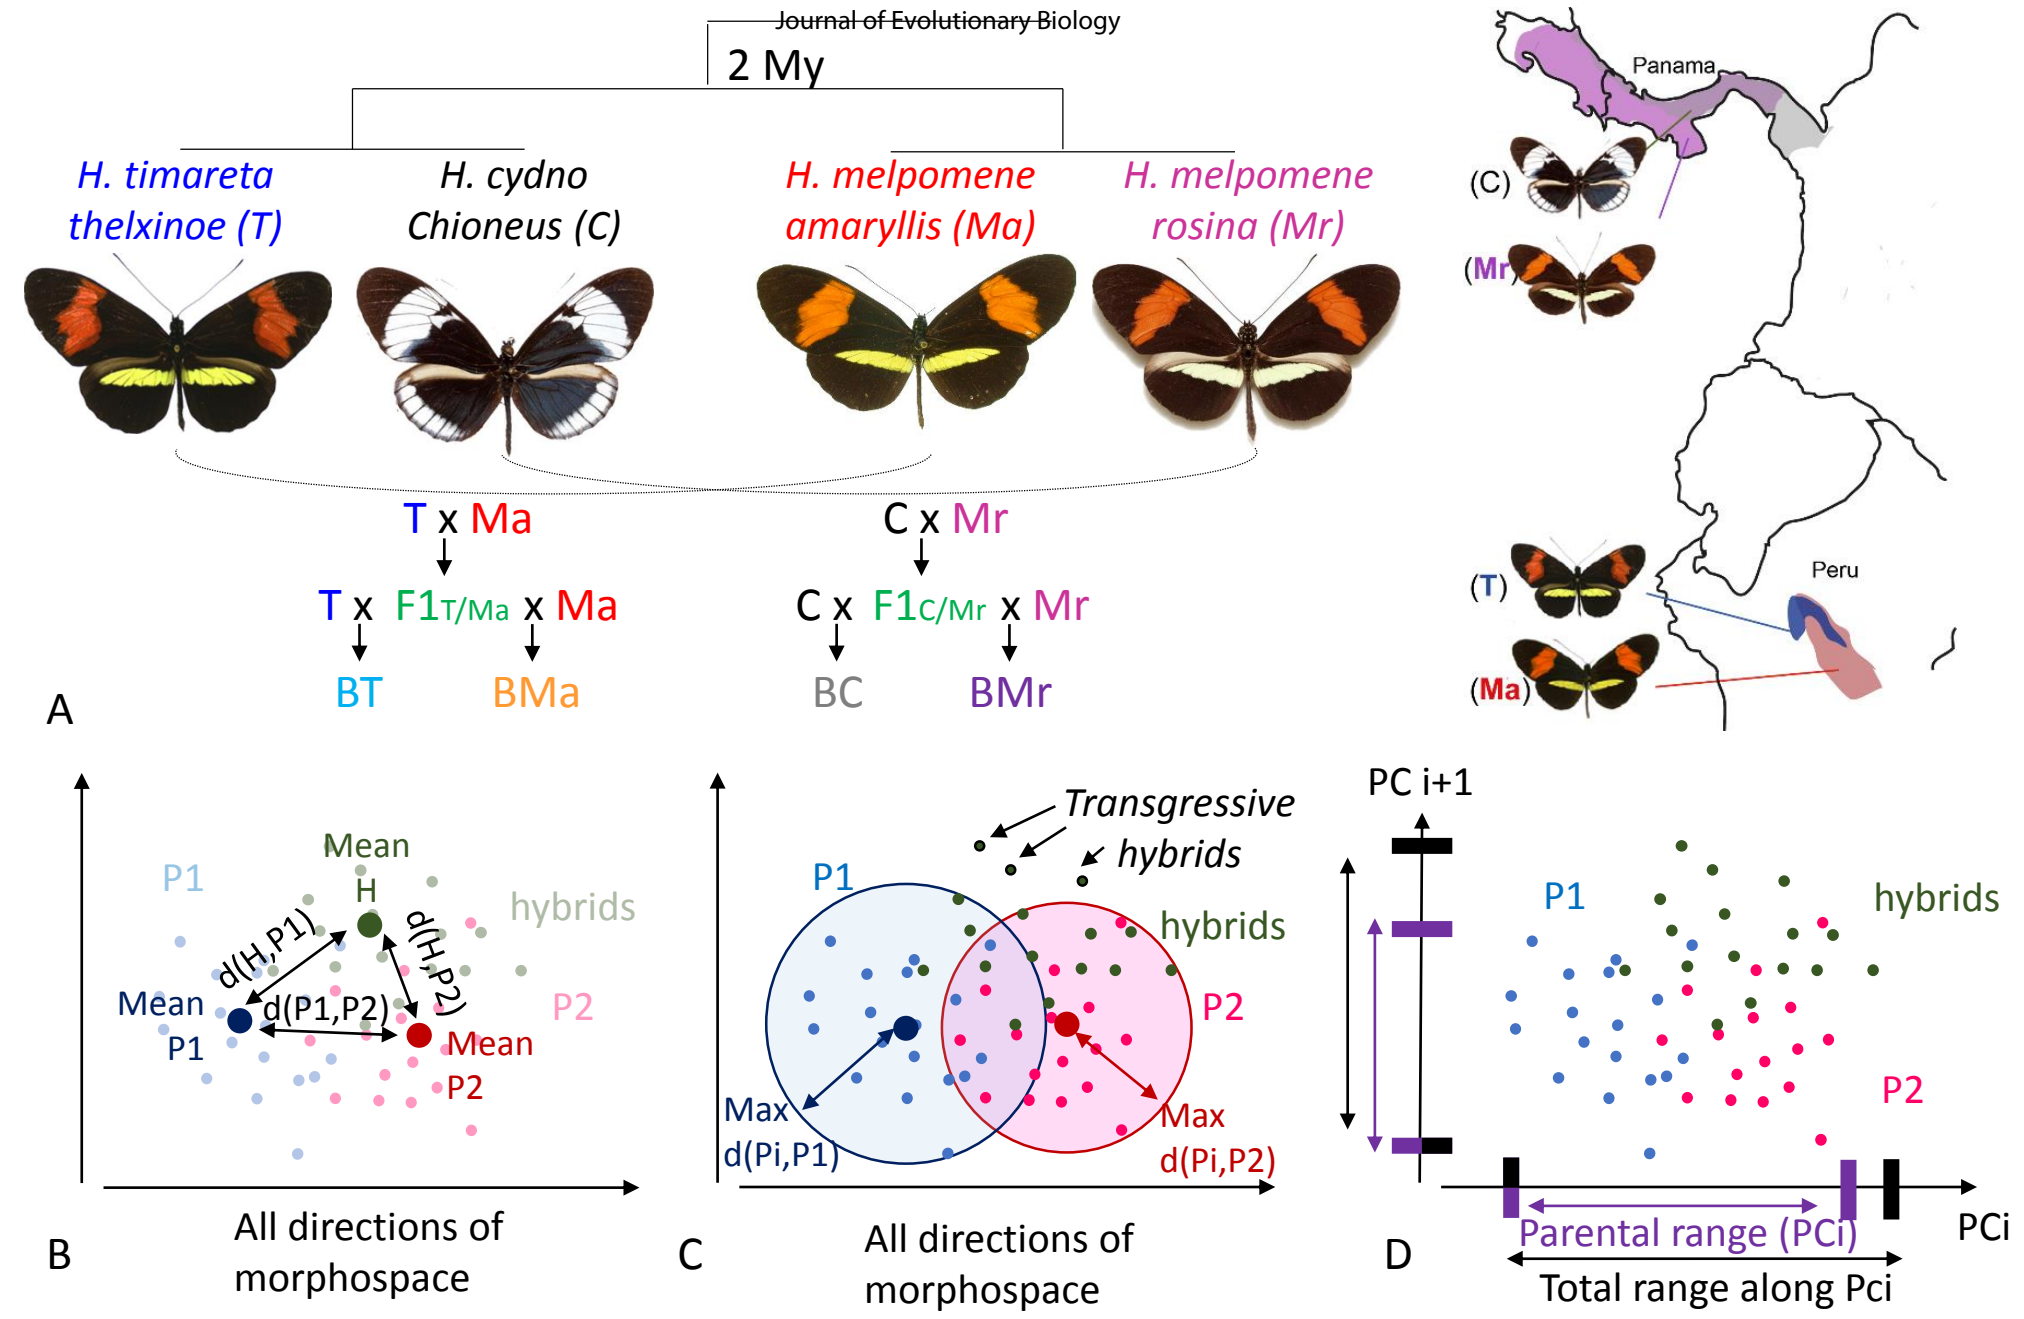 Journal of Evolutionary Biology
2 My
H. timareta
thelxinoe (T)
H. cydno
Chioneus (C)
H. melpomene
amaryllis (Ma)
H. melpomene
rosina (Mr)
T x Ma
C x Mr
T x F1T/Ma x Ma
C x F1C/Mr x Mr
BT
BMa
BC
BMr
A
Panama
(C)
(Mr)
Peru
(T)
(Ma)
P1
Mean
H
hybrids
d(H,P1)
d(H,P2)
Mean
P1
d(P1,P2)
P2
Mean
P2
All directions of
morphospace
B
Transgressive
hybrids
P1
hybrids
P2
Max
d(Pi,P1)
Max
d(Pi,P2)
All directions of
morphospace
C
PC i+1
P1
hybrids
P2
Parental range (PCi)
PCi
Total range along Pci
D